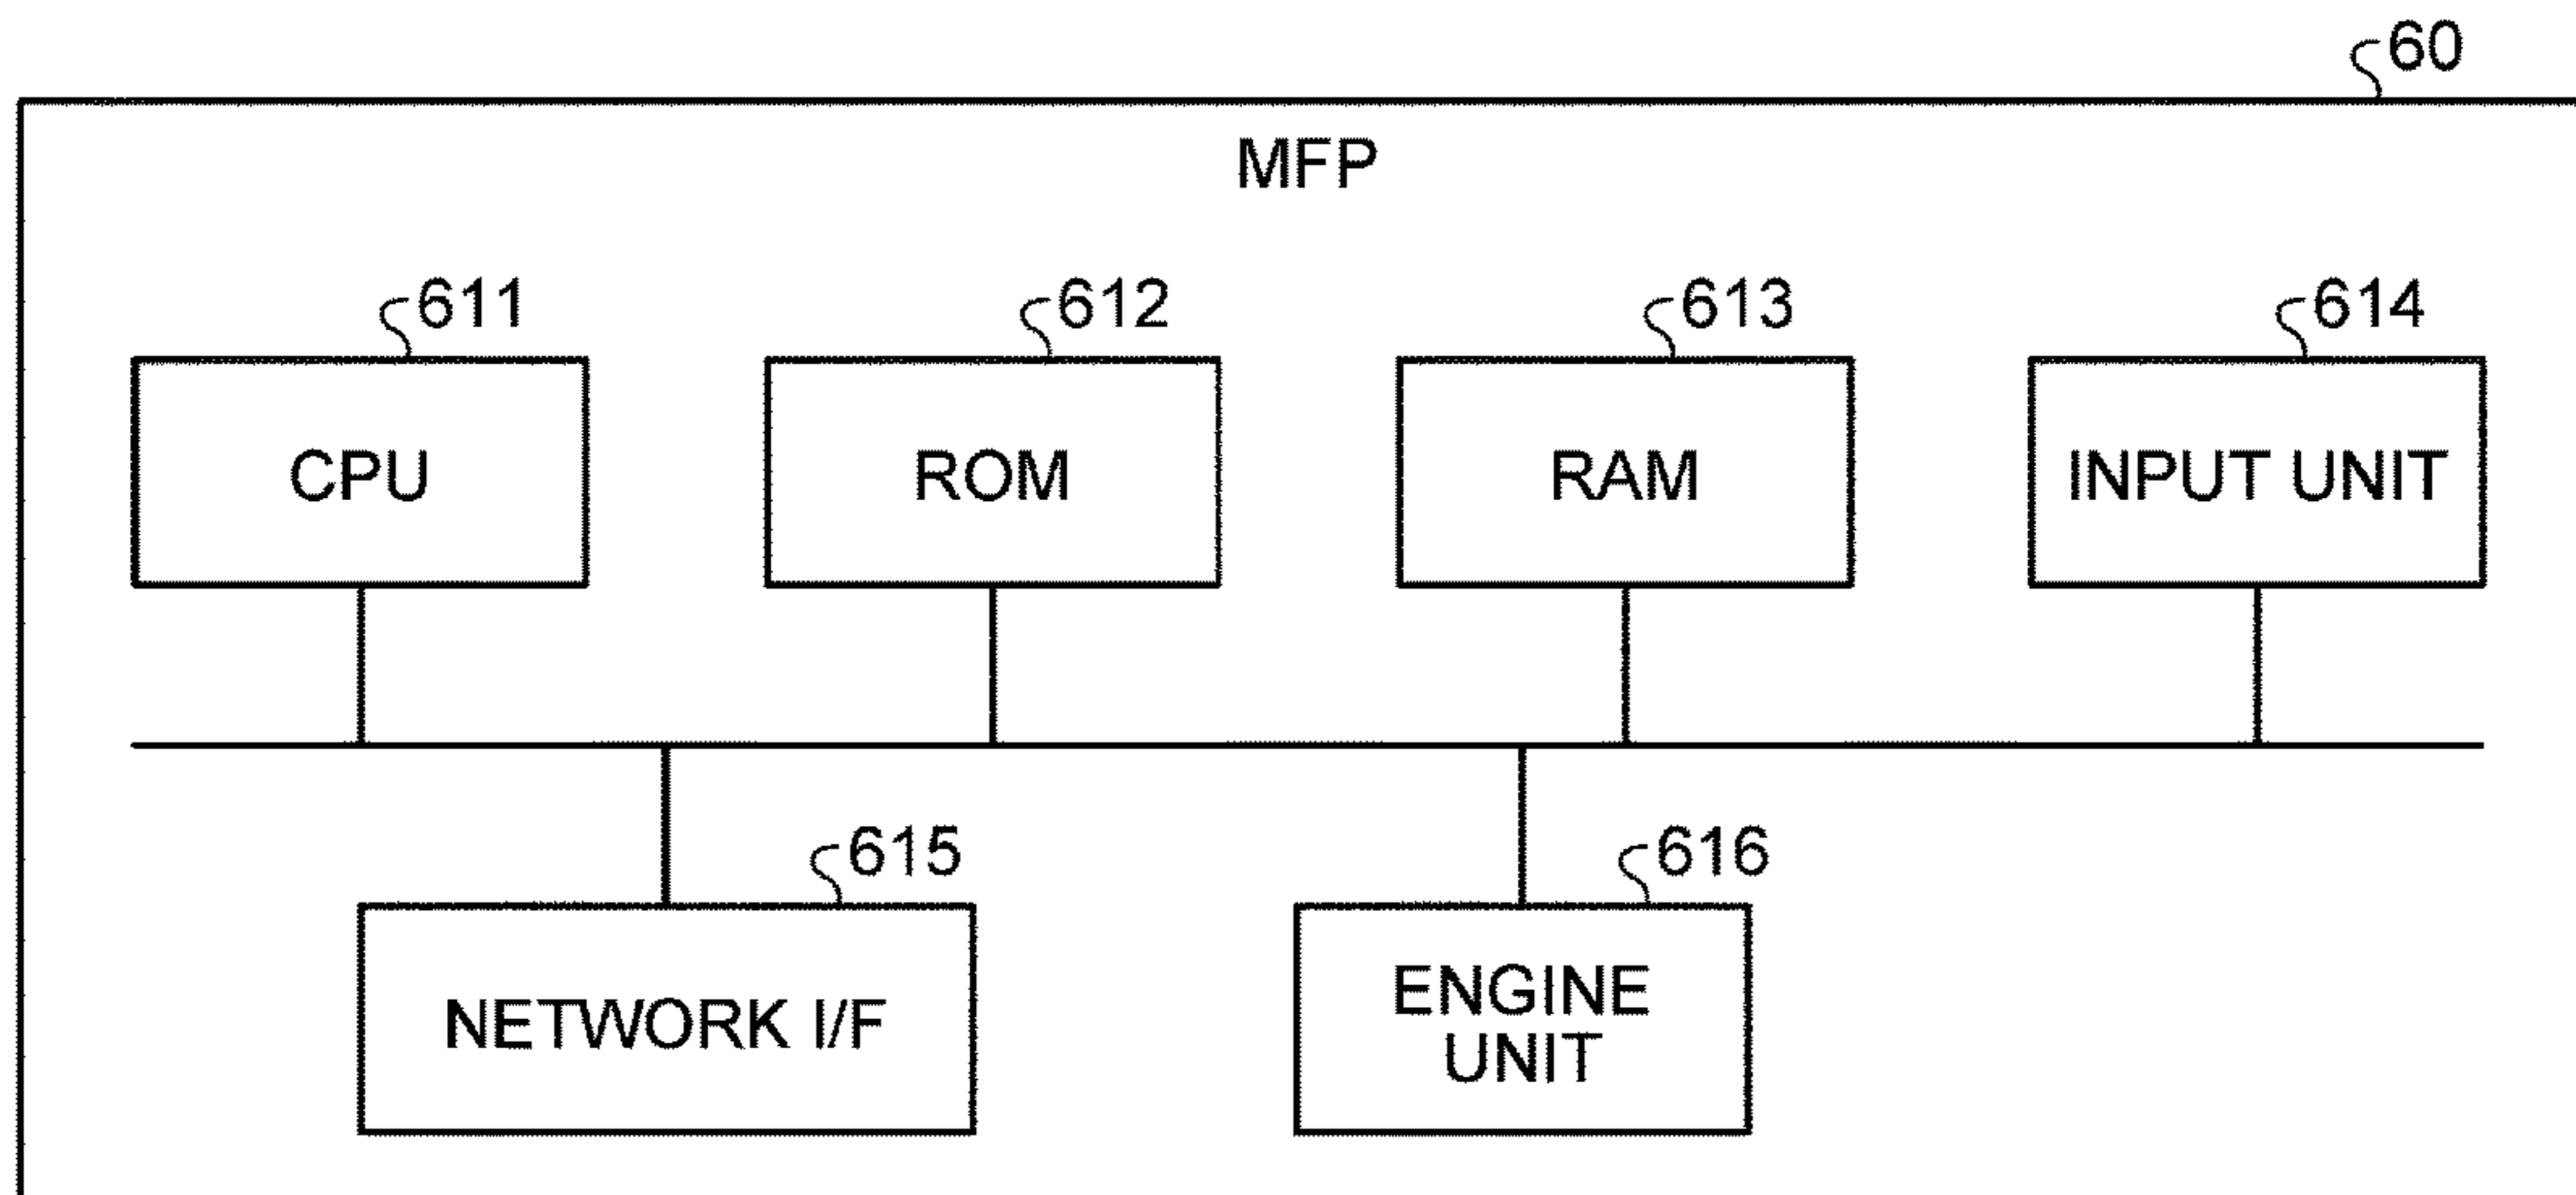 60
MFP
611
612
613
614
CPU
ROM
RAM
INPUT UNIT
615
616
NETWORK I/F
ENGINE
UNIT